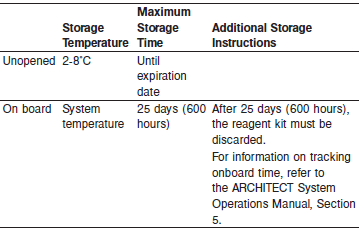 Storage Temperature Maximum Storage Time Additional Storage Instructions
Unopened 2-8˚C Until expiration date
On board System temperature 25 days (600 hours) After 25 days (600 hours), the reagent kit must be discarded.
For information on tracking onboard time, refer to the ARCHITECT System Operations Manual, Section 5.